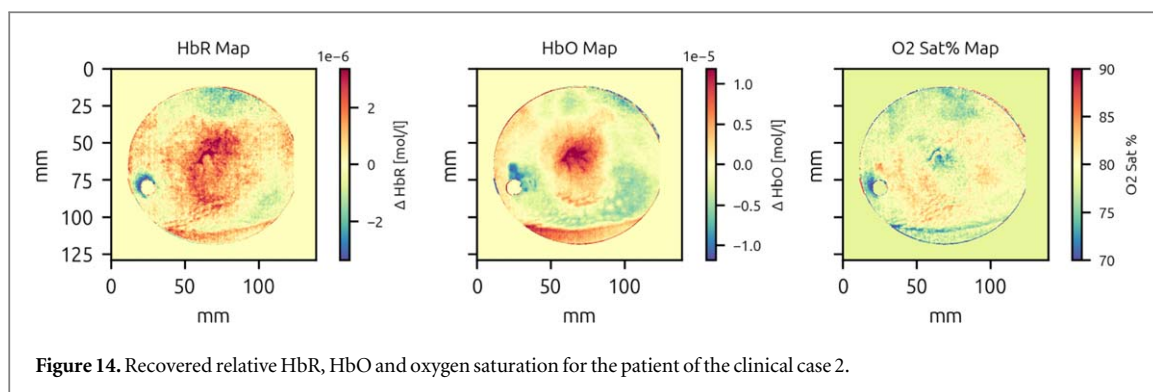 HbR Map
HbO Map
O2 Sat% Map
1e−6
1e−5
0
25
50
75
100
125
mm
0
50
100
mm
2
0
−2
Δ HbR [mol/l]
0
50
100
mm
1.0
0.5
0.0
−0.5
−1.0
Δ HbO [mol/l]
0
50
100
mm
90
85
80
75
70
O2 Sat %
Figure 14. Recovered relative HbR, HbO and oxygen saturation for the patient of the clinical case 2.